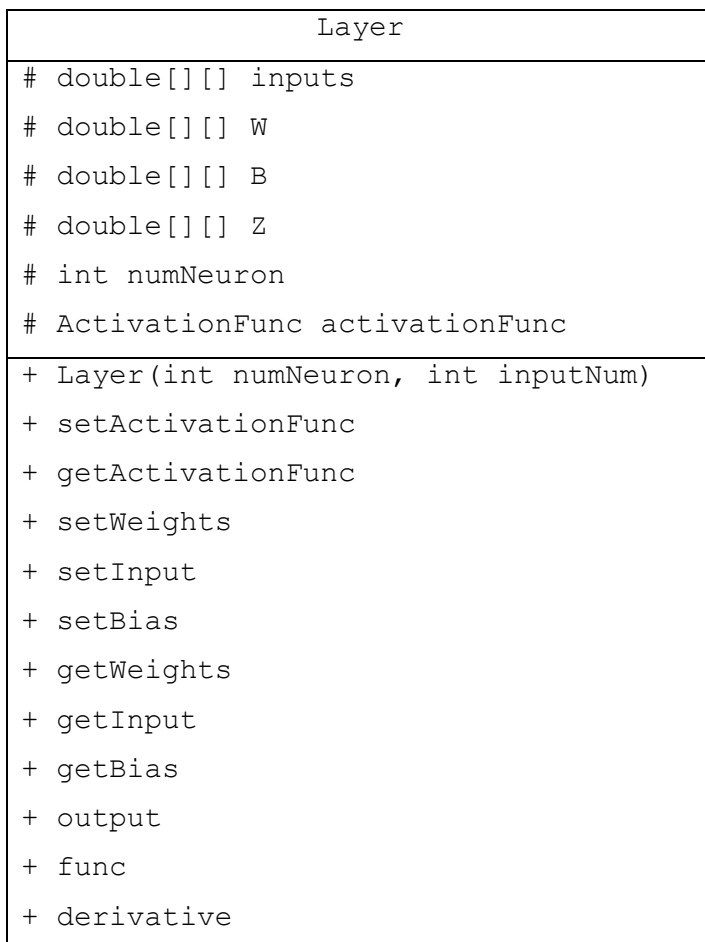 Layer
# double[][] inputs
# double[][] W
# double[][] B
# double[][] Z
# int numNeuron
# ActivationFunc activationFunc
+ Layer(int numNeuron, int inputNum)
+ setActivationFunc
+ getActivationFunc
+ setWeights
+ setInput
+ setBias
+ getWeights
+ getInput
+ getBias
+ output
+ func
+ derivative